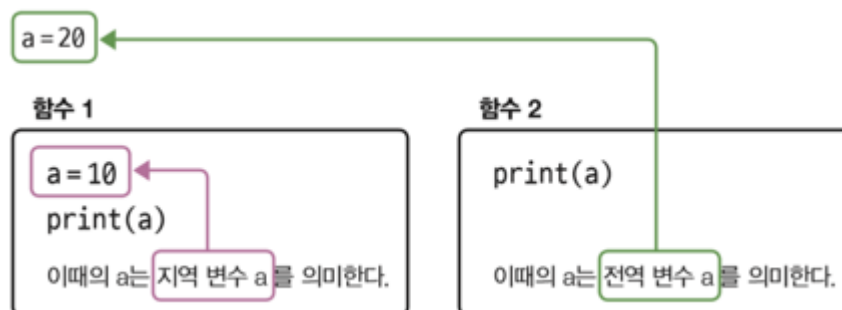 a=20
함수 1
a=10
print(a)
이때의 a는 지역 변수 a를 의미한다.
함수 2
print(a)
이때의 a는 전역 변수 a를 의미한다.